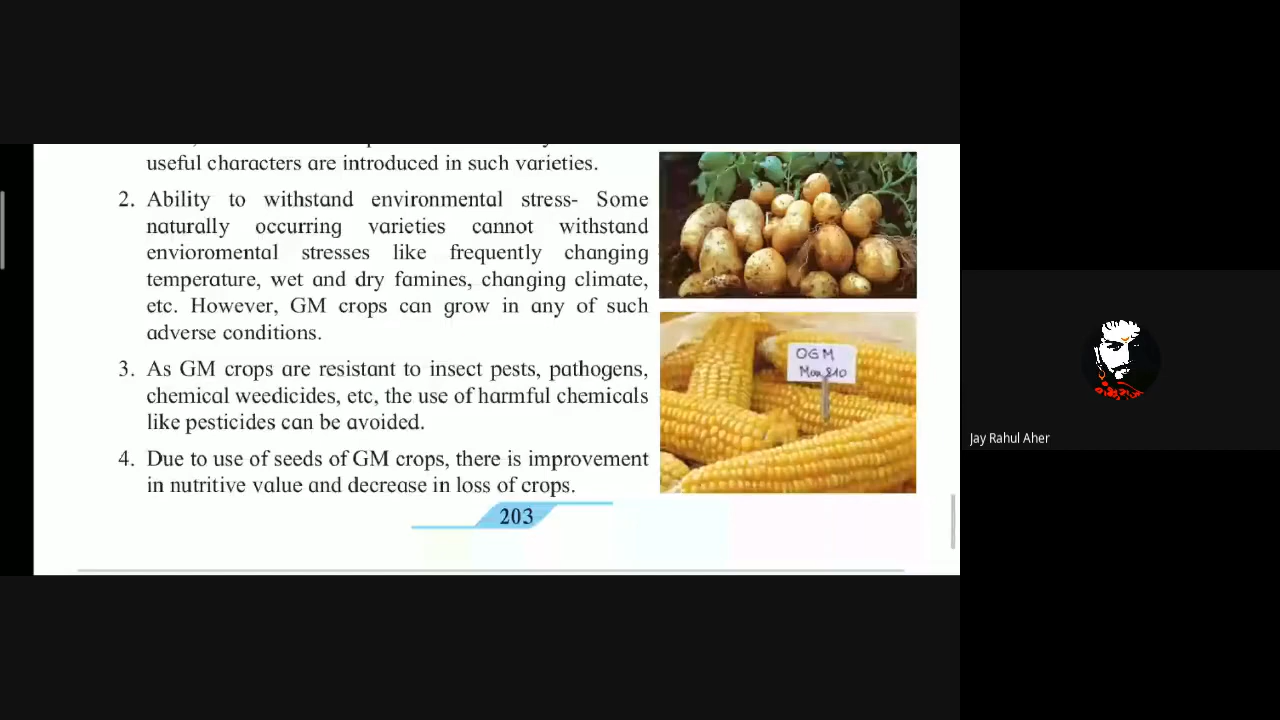 useful characters are introduced in such varieties.
2. Ability to withstand environmental stress- Some
naturally occurring varieties cannot withstand
envioromental stresses like frequently changing
temperature, wet and dry famines, changing climate,
etc. However, GM crops can grow in any of such
adverse conditions.
3. As GM crops are resistant to insect pests, pathogens,
chemical weedicides, etc, the use of harmful chemicals
like pesticides can be avoided.
4. Due to use of seeds of GM crops, there is improvement
in nutritive value and decrease in loss of crops.
203
OGM
Mon 810
Jay Rahul Aher